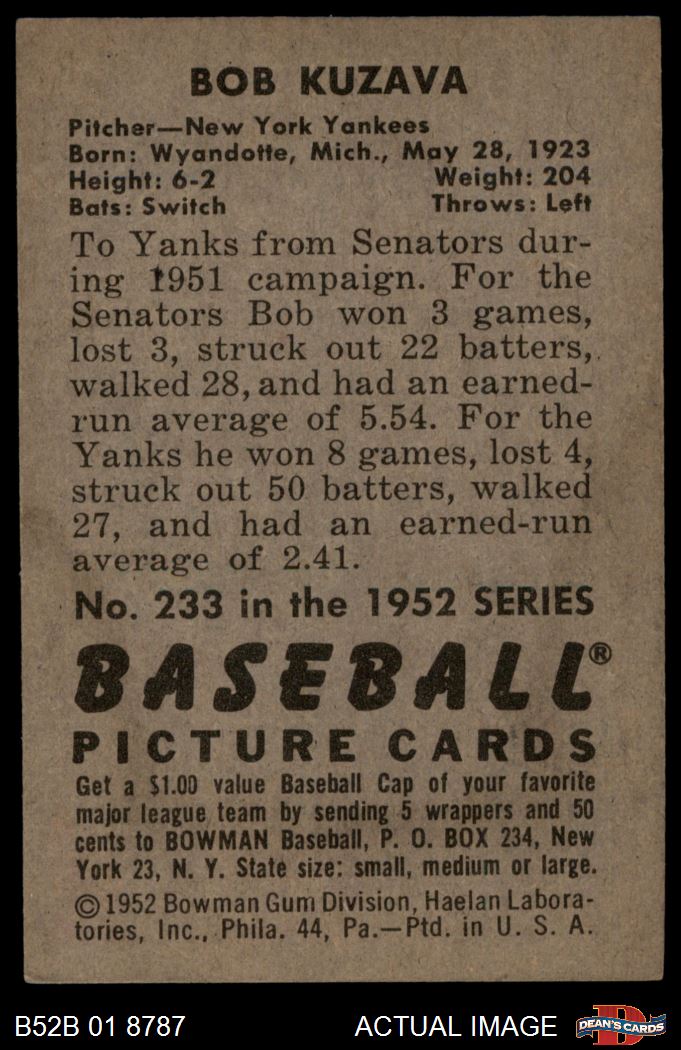 BOB KUZAVA
Pitcher—New York Yankees
Born: Wyandotte, Mich., May 28, 1923
Height: 6-2 Weight: 204
Bats: Switch Throws: Left
To Yanks from Senators dur-
ing 1951 campaign. For the
Senators Bob won 3 games,
lost 3, struck out 22 batters,
walked 28, and had an earned-
run average of 5.54. For the
Yanks he won 8 games, lost 4,
struck out 50 batters, walked
27, and had an earned-run
average of 2.41.
No. 233 in the 1952 SERIES
BASEBALL®
PICTURE CARDS
Get a $1.00 value Baseball Cap of your favorite
major league team by sending 5 wrappers and 50
cents to BOWMAN Baseball, P. O. BOX 234, New
York 23, N. Y. State size: small, medium or large.
©1952 Bowman Gum Division, Haelan Labora-
tories, Inc., Phila. 44, Pa.—Ptd. in U. S. A.
B52B 01 8787 ACTUAL IMAGE DEAN'S CARDS